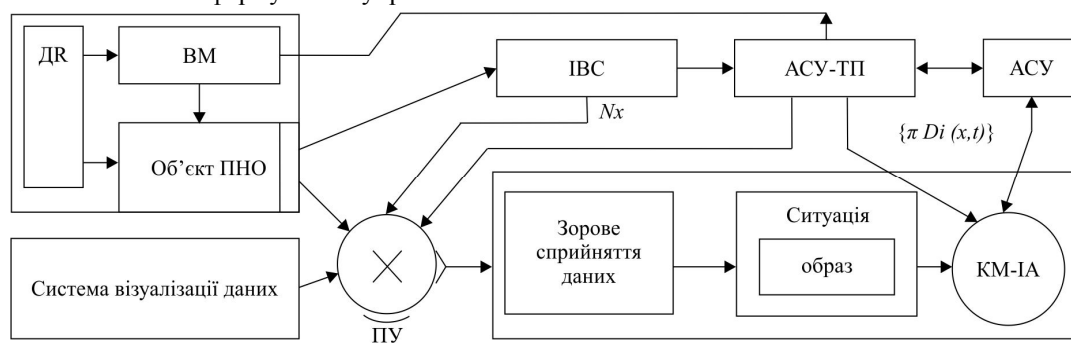 ДR
ВМ
ІВС
АСУ-ТП
АСУ
Nx
{π Di (x,t)}
Об’єкт ПНО
Зорове
сприйняття
даних
Ситуація
образ
КМ-ІА
Система візуалізації даних
ПУ